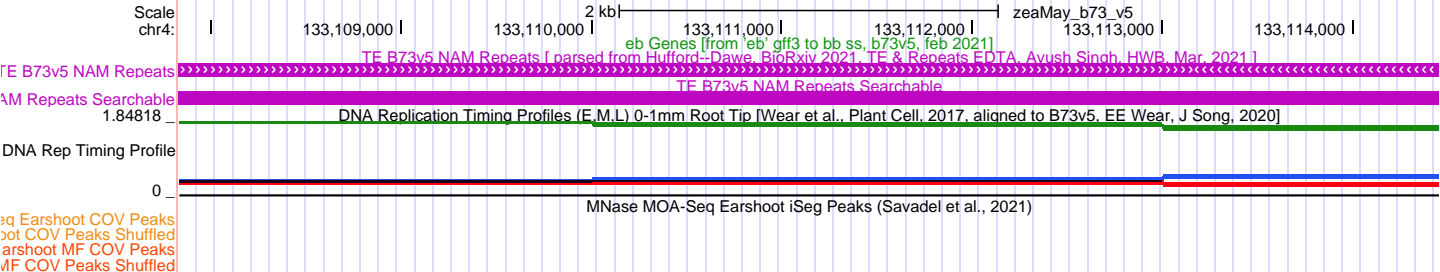 Scale 2 kb zeaMay_b73_v5
chr4: 133,109,000 133,110,000 133,111,000 133,112,000 133,113,000 133,114,000
eb Genes [from 'eb' gff3 to bb ss, b73v5, feb 2021]
TE B73v5 NAM Repeats [ parsed from Hufford--Dawe, BioRxiv 2021, TE & Repeats EDTA, Ayush Singh, HWB, Mar, 2021 ]
TE B73v5 NAM Repeats
TE B73v5 NAM Repeats Searchable
AM Repeats Searchable
1.84818 _ DNA Replication Timing Profiles (E,M,L) 0-1mm Root Tip [Wear et al., Plant Cell, 2017, aligned to B73v5, EE Wear, J Song, 2020]
DNA Rep Timing Profile
0 _
MNase MOA-Seq Earshoot iSeg Peaks (Savadel et al., 2021)
eq Earshoot COV Peaks
oot COV Peaks Shuffled
arshoot MF COV Peaks
MF COV Peaks Shuffled